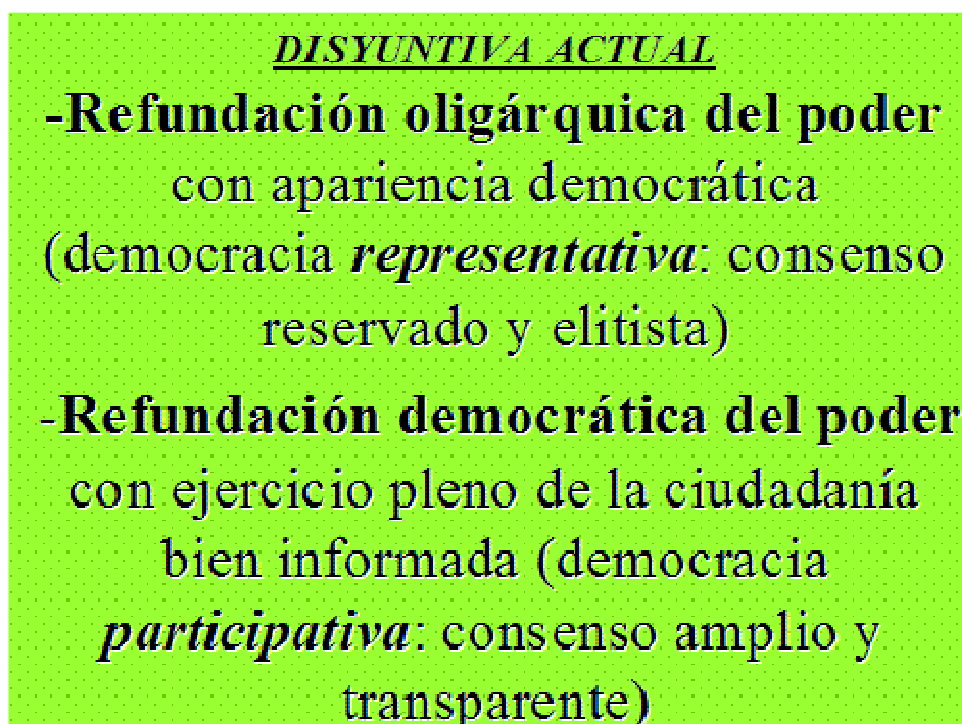 DISYUNTIVA ACTUAL
-Refundación oligárquica del poder
con apariencia democrática
(democracia representativa: consenso
reservado y elitista)
-Refundación democrática del poder
con ejercicio pleno de la ciudadanía
bien informada (democracia
participativa: consenso amplio y
transparente)